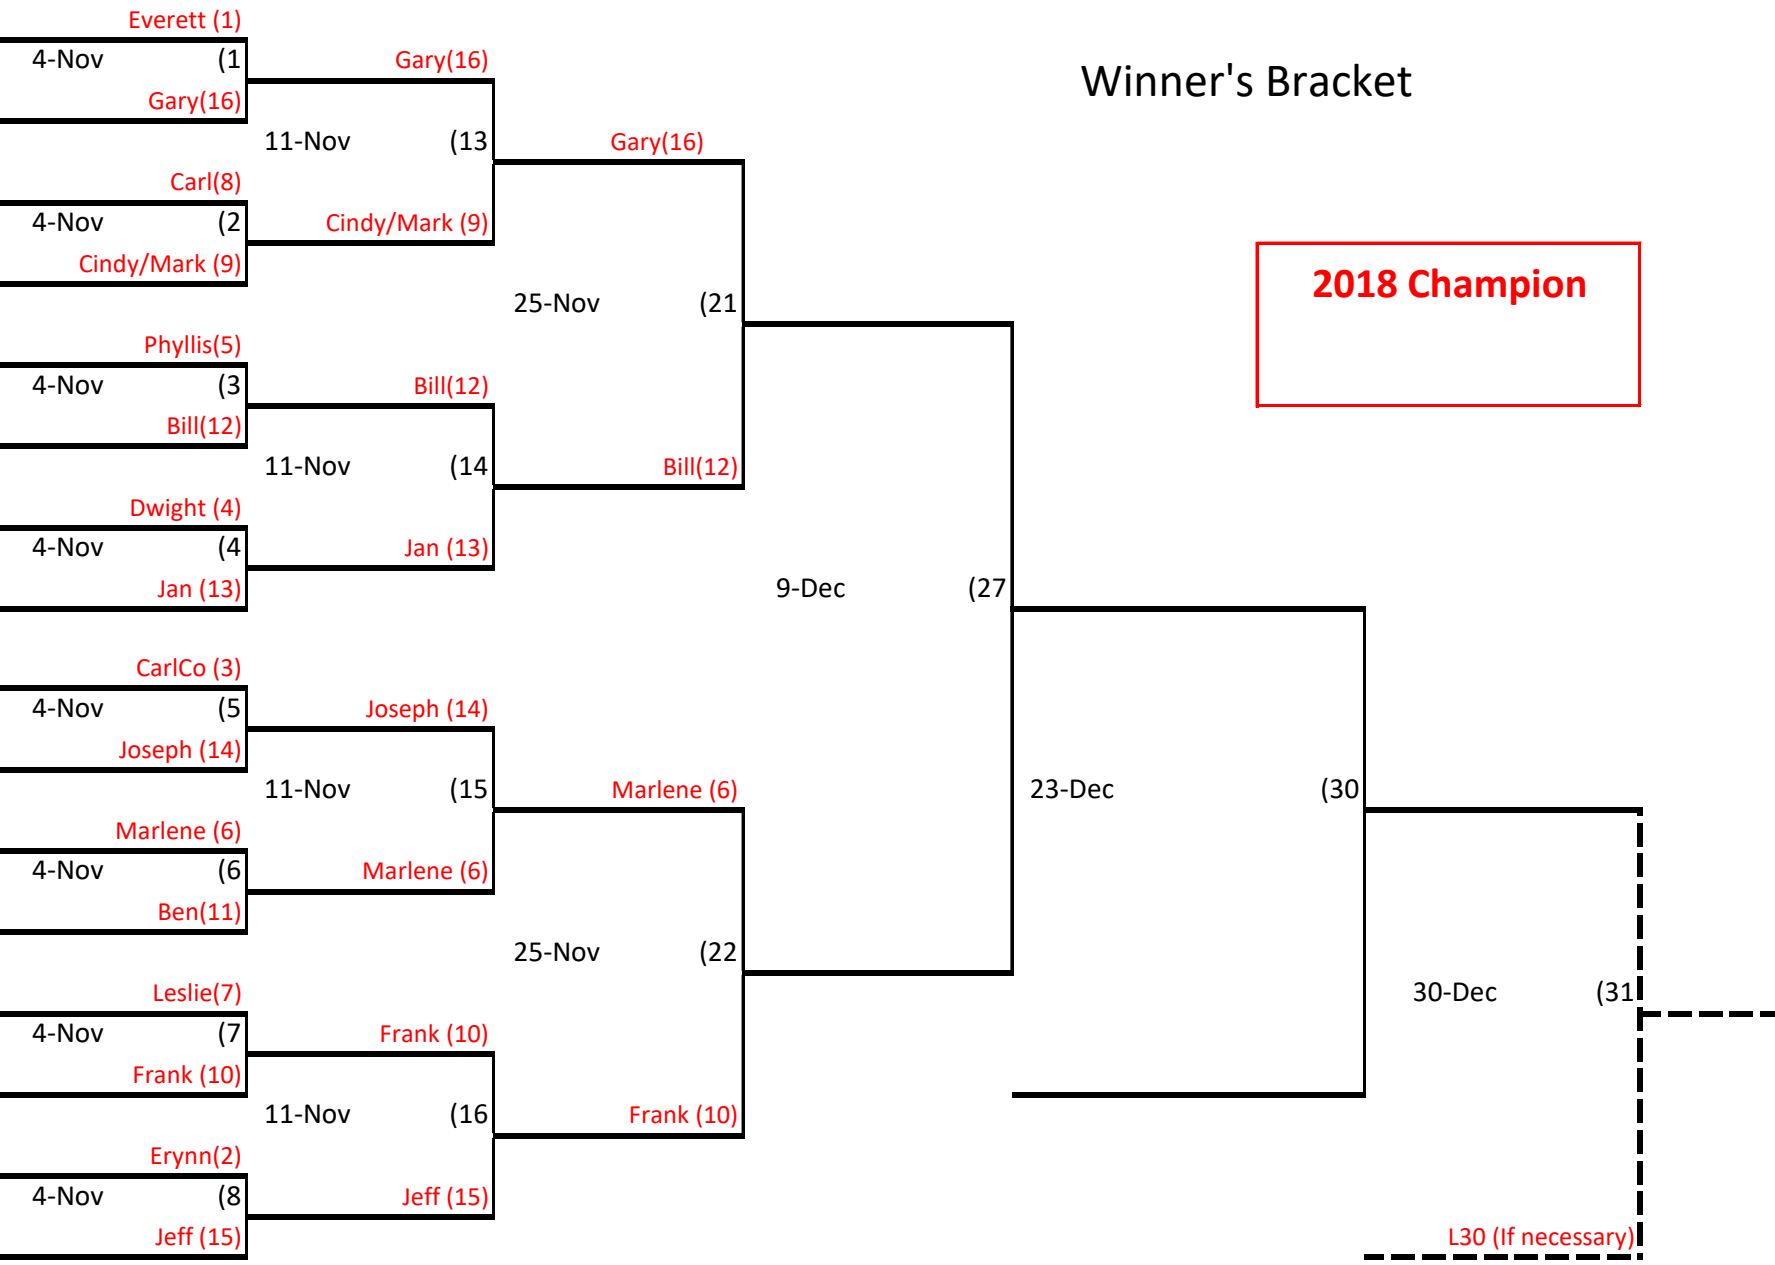 Everett (1)
4-Nov (1
Gary(16)
Gary(16)
Winner's Bracket
11-Nov (13
Gary(16)
Carl(8)
4-Nov (2
Cindy/Mark (9)
Cindy/Mark (9)
2018 Champion
25-Nov (21
Phyllis(5)
4-Nov (3
Bill(12)
Bill(12)
11-Nov (14
Bill(12)
Dwight (4)
4-Nov (4
Jan (13)
Jan (13)
9-Dec (27
CarlCo (3)
4-Nov (5
Joseph (14)
Joseph (14)
11-Nov (15
Marlene (6)
23-Dec (30
Marlene (6)
4-Nov (6
Marlene (6)
Ben(11)
25-Nov (22
Leslie(7)
30-Dec (31
4-Nov (7
Frank (10)
Frank (10)
11-Nov (16
Frank (10)
Erynn(2)
4-Nov (8
Jeff (15)
Jeff (15)
L30 (If necessary)